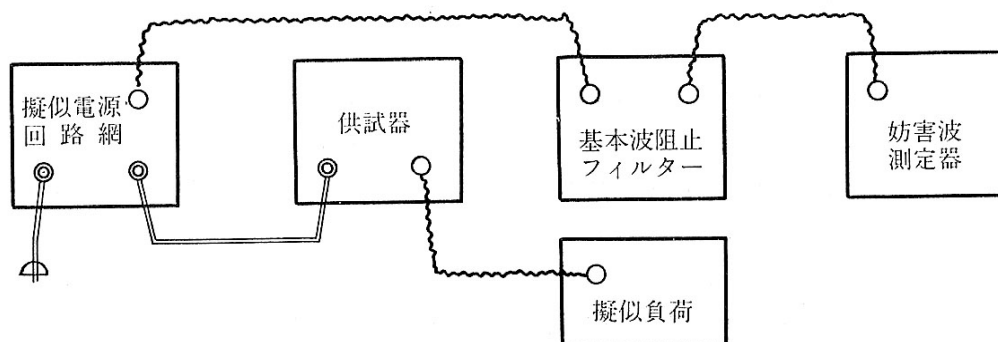 擬似電源
回路網
供試器
基本波阻止
フィルター
妨害波
測定器
擬似負荷